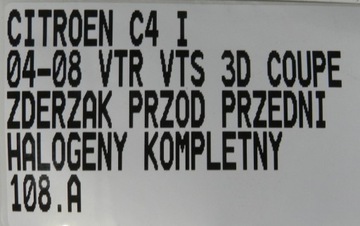 CITROEN C4 I
04-08 VTR VTS 3D COUPE
ZDERZAK PRZOD PRZEDNI
HALOGENY KOMPLETNY
108.A